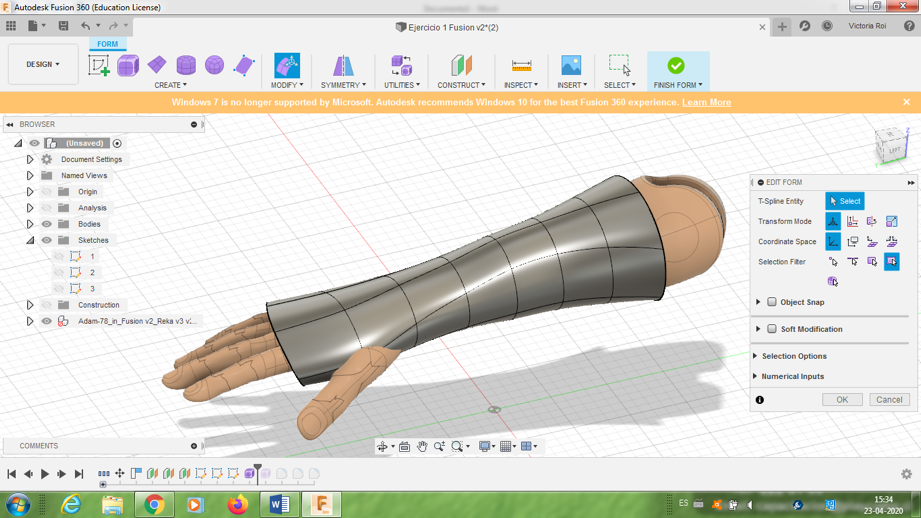 Autodesk Fusion 360 (Education License)
Ejercicio 1 Fusion v2*(2)
Victoria Roi
FORM
DESIGN
CREATE
MODIFY
SYMMETRY
UTILITIES
CONSTRUCT
INSPECT
INSERT
SELECT
FINISH FORM
Windows 7 is no longer supported by Microsoft. Autodesk recommends Windows 10 for the best Fusion 360 experience. Learn More
BROWSER
(Unsaved)
Document Settings
Named Views
Origin
Analysis
Bodies
Sketches
1
2
3
Construction
Adam-78_in_Fusion v2_Reka v3 v2...
LEFT
Z
EDIT FORM
T-Spline Entity
Select
Transform Mode
Coordinate Space
Selection Filter
Object Snap
Soft Modification
Selection Options
Numerical Inputs
OK
Cancel
COMMENTS
ES
15:34
23-04-2020